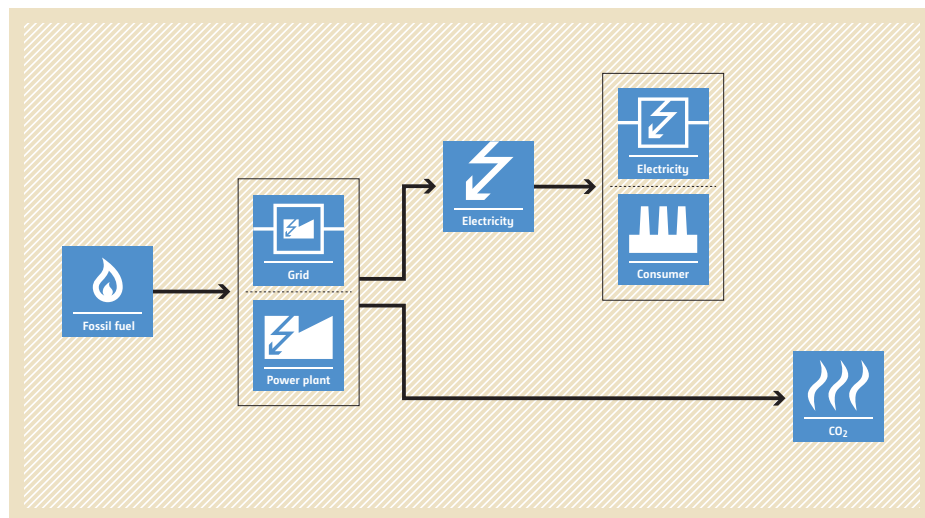 Fossil fuel
Grid
Power plant
Electricity
Electricity
Consumer
CO₂